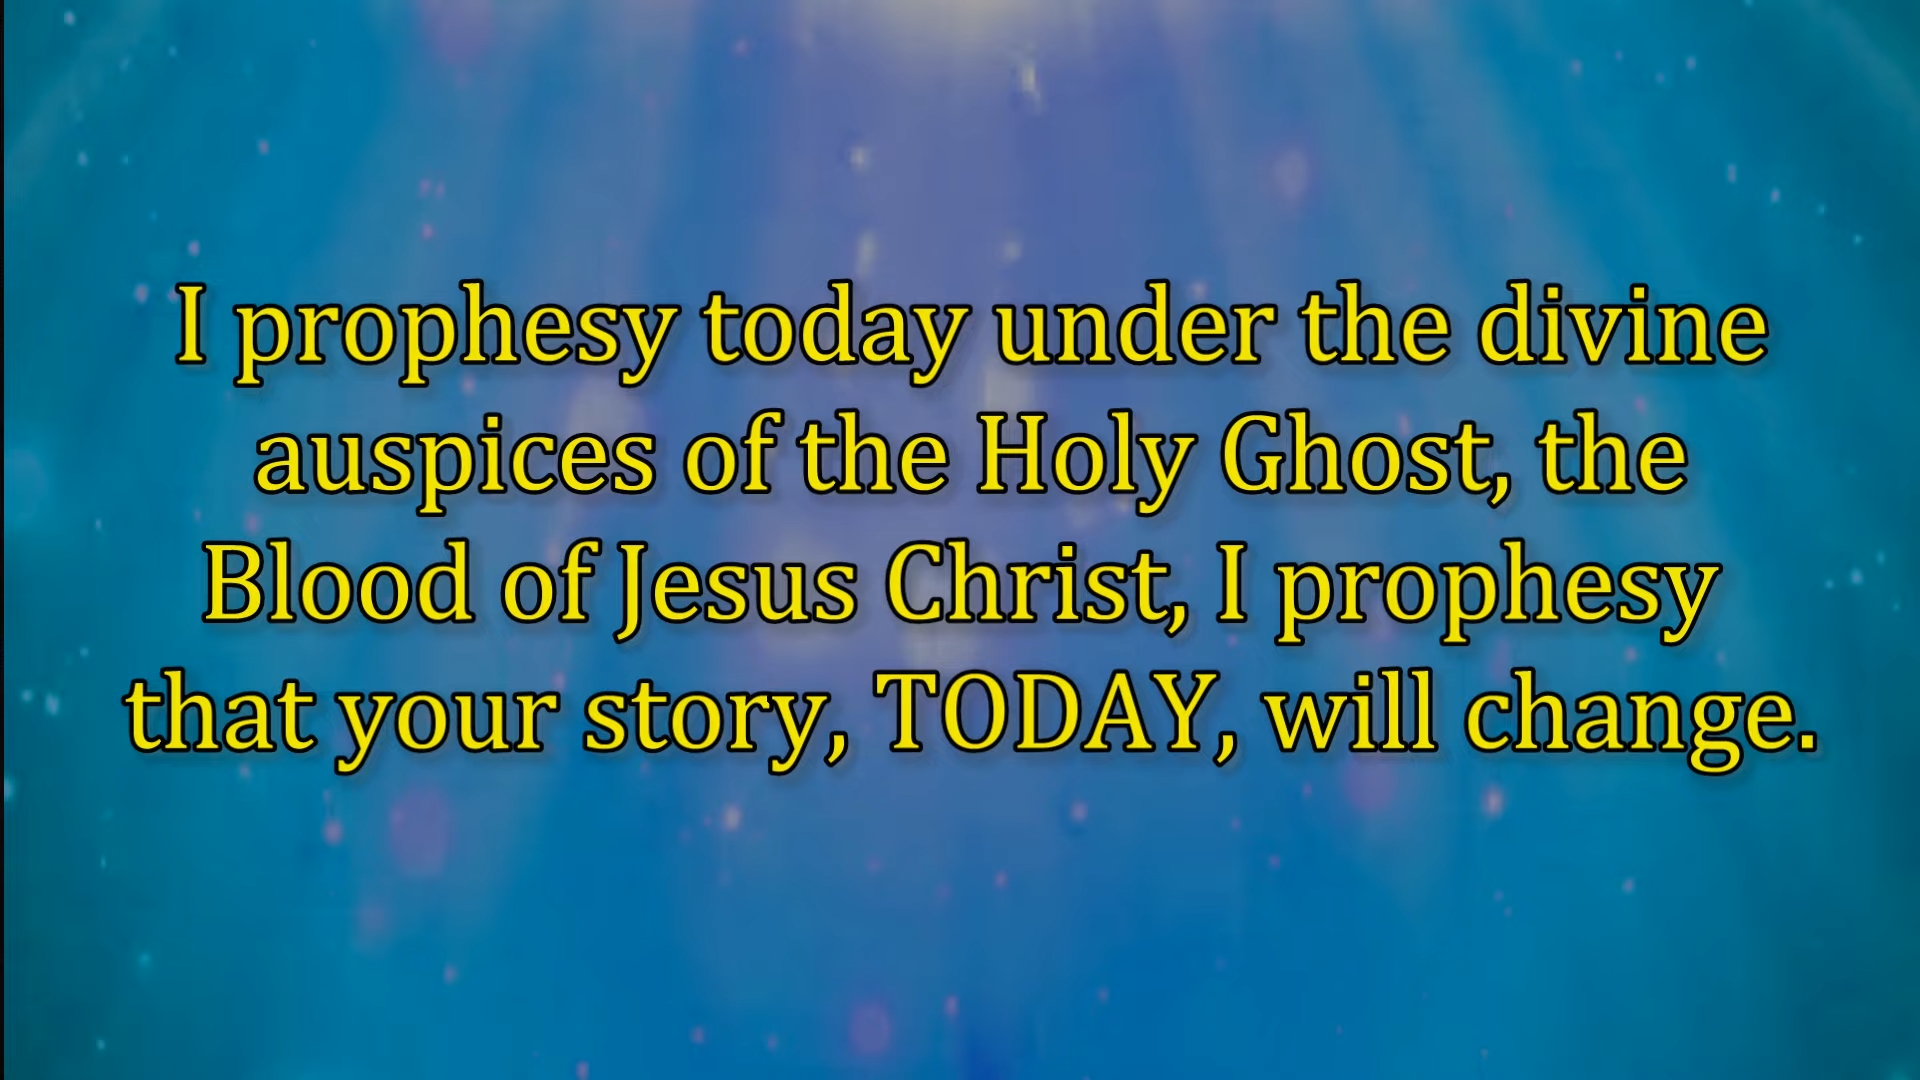 I prophesy today under the divine
auspices of the Holy Ghost, the
Blood of Jesus Christ, I prophesy
that your story, TODAY, will change.